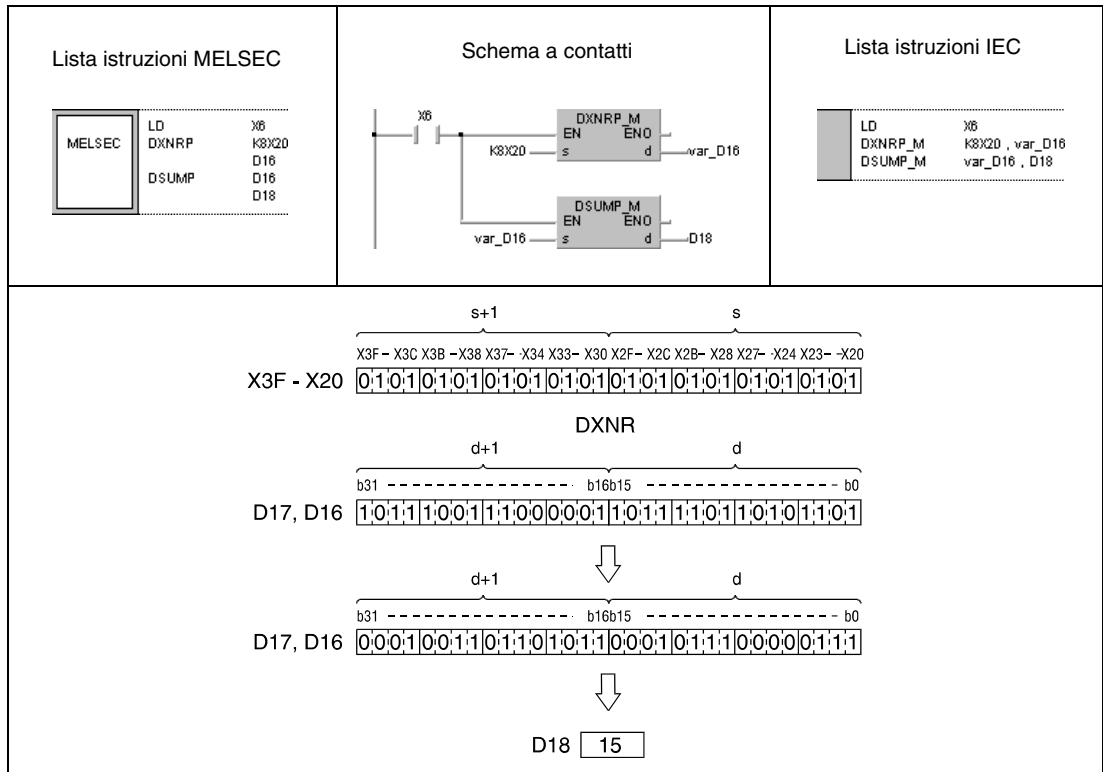 Lista istruzioni MELSEC
Schema a contatti
Lista istruzioni IEC
MELSEC
LD X6
DXNRP K8X20
D16
DSUMP D16
D18
X6
DXNRP_M
EN ENO
K8X20 s d var_D16
DSUMP_M
EN ENO
var_D16 s d D18
LD X6
DXNRP_M K8X20 , var_D16
DSUMP_M var_D16 , D18
s+1 s
X3F - X3C X3B - X38 X37 - X34 X33 - X30 X2F - X2C X2B - X28 X27 - X24 X23 - X20
X3F - X20 01010101010101010101010101010101
DXNR
d+1 d
b31 b16 b15 b0
D17, D16 10111001110000011011110110101101
d+1 d
b31 b16 b15 b0
D17, D16 00010011011010110001011100000111
D18 15